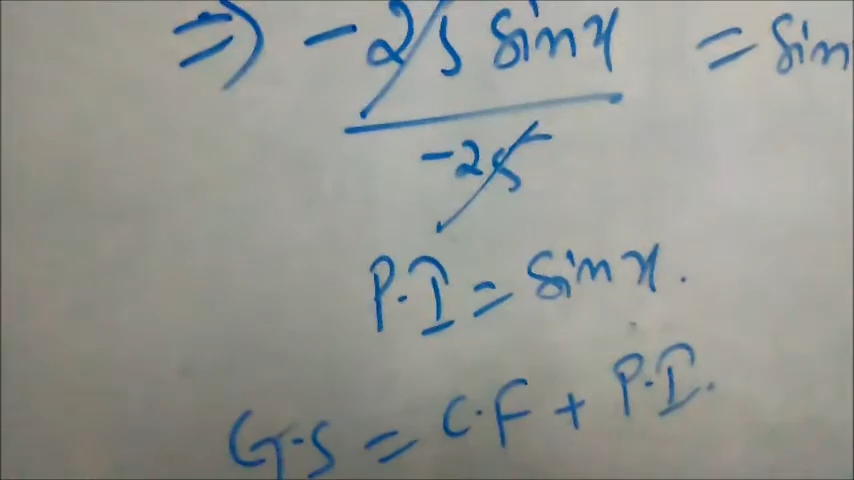 ⇒ -25 sin x = sin
-25
P.I = sin x.
G.S = C.F + P.I.